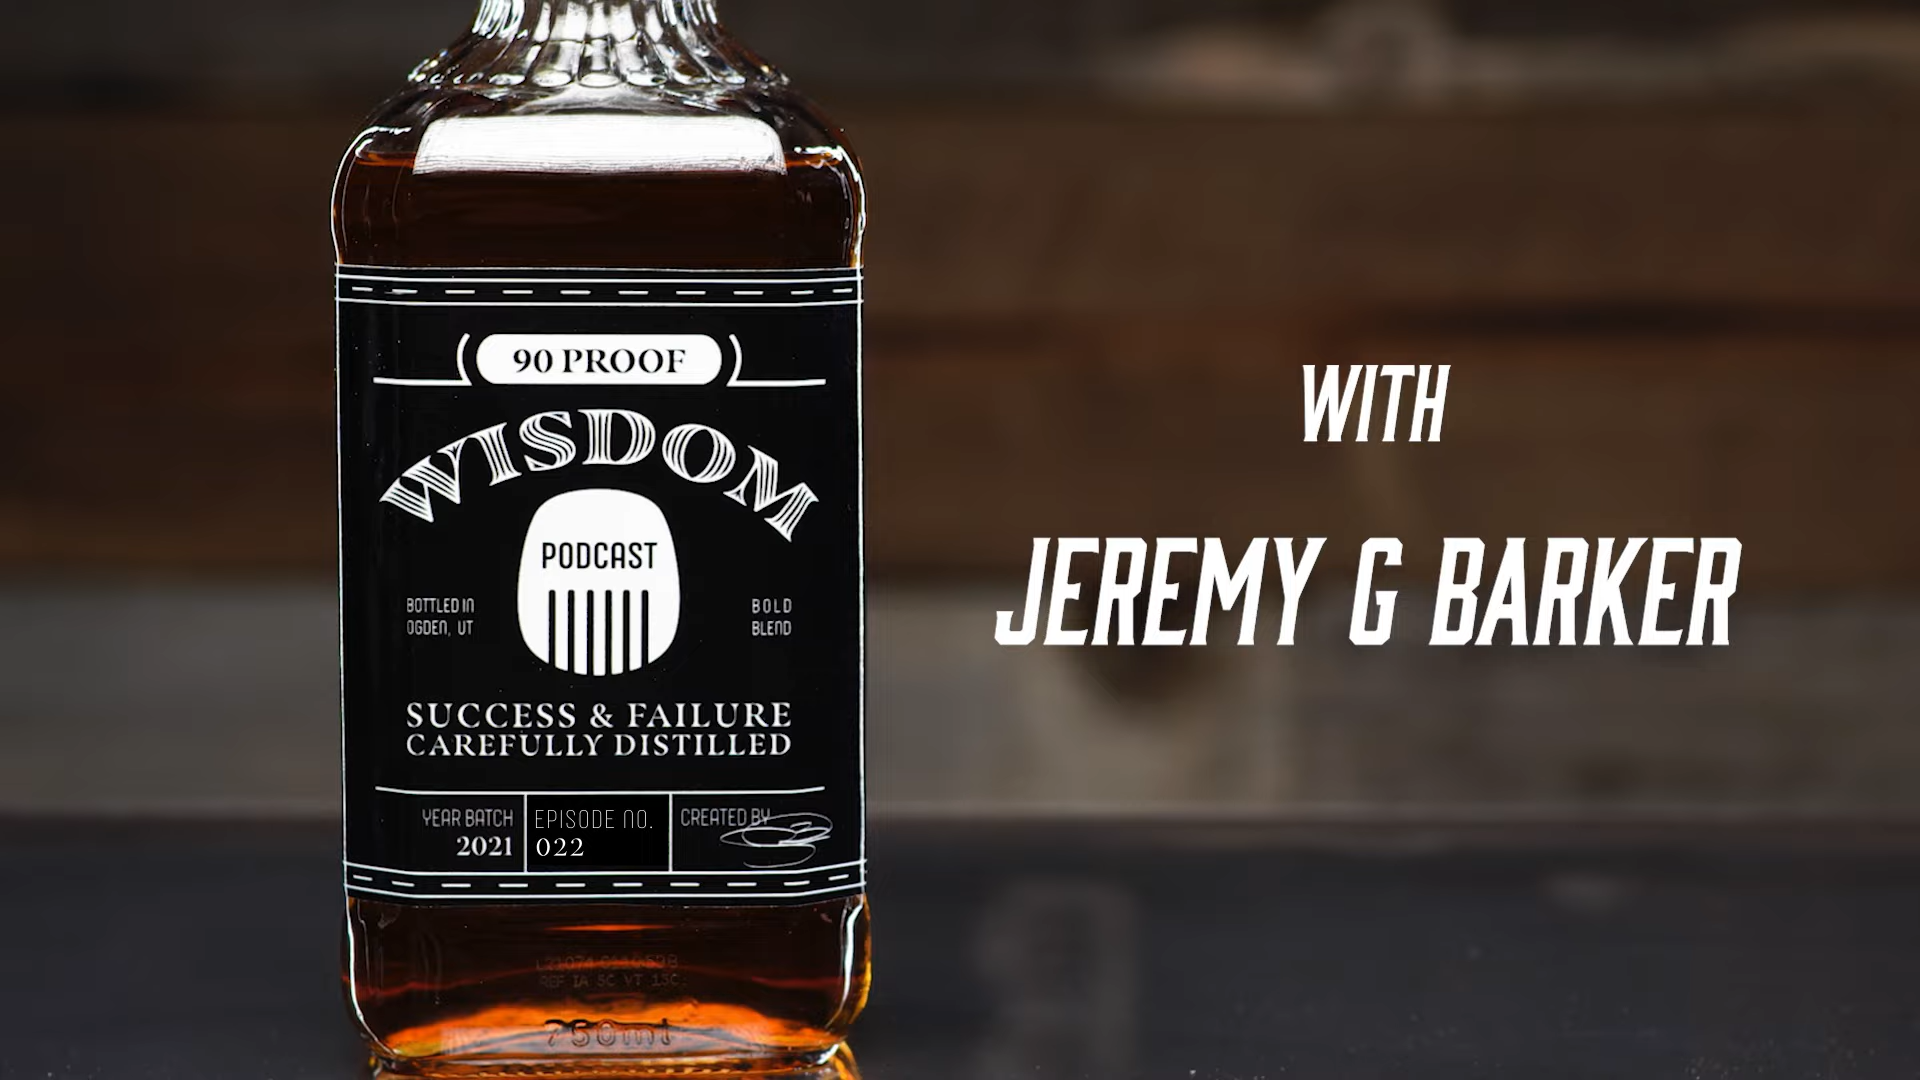 90 PROOF
WISDOM
PODCAST
BOTTLED IN
OGDEN, UT
BOLD
BLEND
SUCCESS & FAILURE
CAREFULLY DISTILLED
YEAR BATCH
2021
EPISODE NO.
022
CREATED BY
750ml
WITH
JEREMY G BARKER